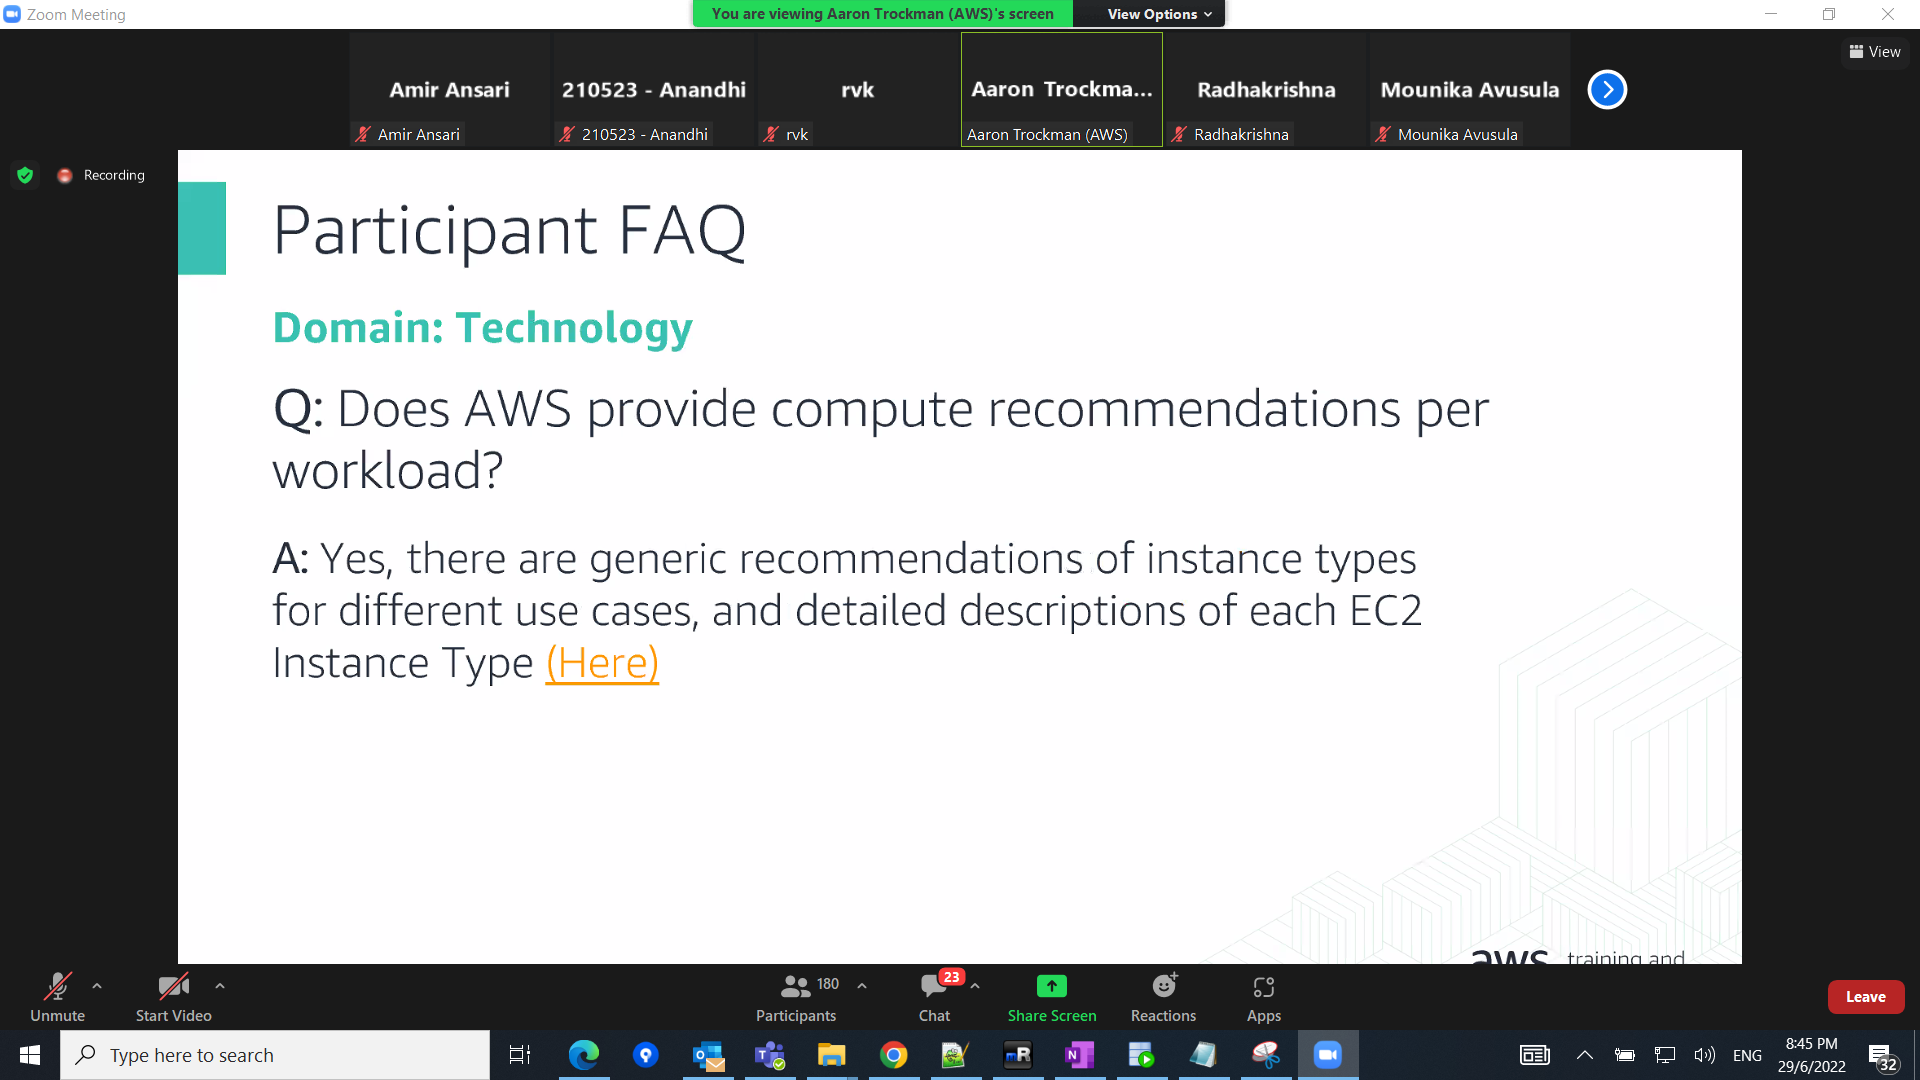 Zoom Meeting
You are viewing Aaron Trockman (AWS)'s screen
View Options
View
Amir Ansari
210523 - Anandhi
rvk
Aaron Trockma...
Radhakrishna
Mounika Avusula
Amir Ansari
210523 - Anandhi
rvk
Aaron Trockman (AWS)
Radhakrishna
Mounika Avusula
Recording
Participant FAQ
Domain: Technology
Q: Does AWS provide compute recommendations per
workload?
A: Yes, there are generic recommendations of instance types
for different use cases, and detailed descriptions of each EC2
Instance Type (Here)
aws training and
Unmute
Start Video
180
Participants
23
Chat
Share Screen
Reactions
Apps
Leave
Type here to search
mR
ENG
8:45 PM
29/6/2022
32